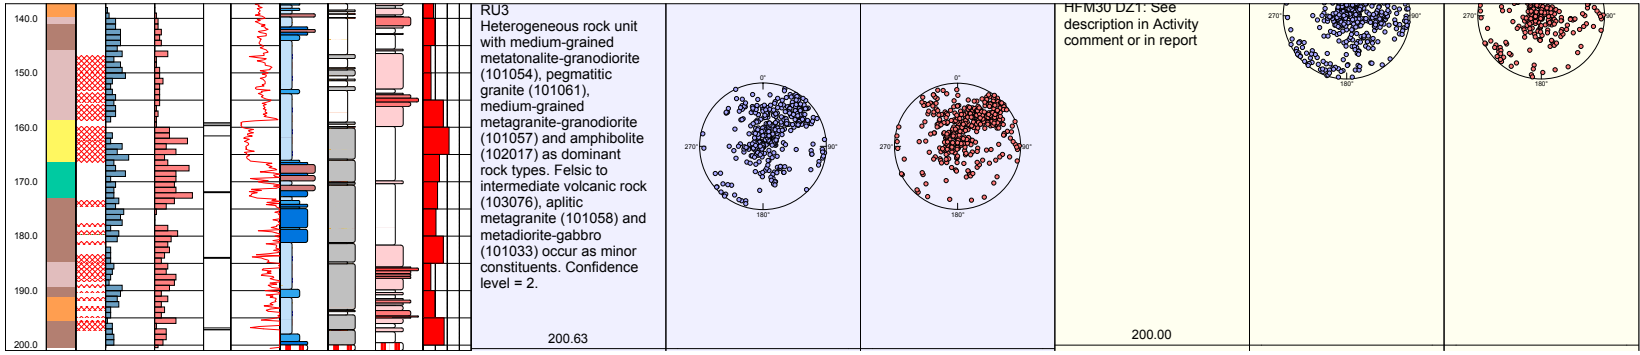 140.0
150.0
160.0
170.0
180.0
190.0
200.0
RU3
Heterogeneous rock unit
with medium-grained
metatonalite-granodiorite
(101054), pegmatitic
granite (101061),
medium-grained
metagranite-granodiorite
(101057) and amphibolite
(102017) as dominant
rock types. Felsic to
intermediate volcanic rock
(103076), aplitic
metagranite (101058) and
metadiorite-gabbro
(101033) occur as minor
constituents. Confidence
level = 2.
200.63
0°
270°
90°
180°
0°
270°
90°
180°
HFM30 DZ1: See
description in Activity
comment or in report
200.00
270°
90°
180°
270°
90°
180°